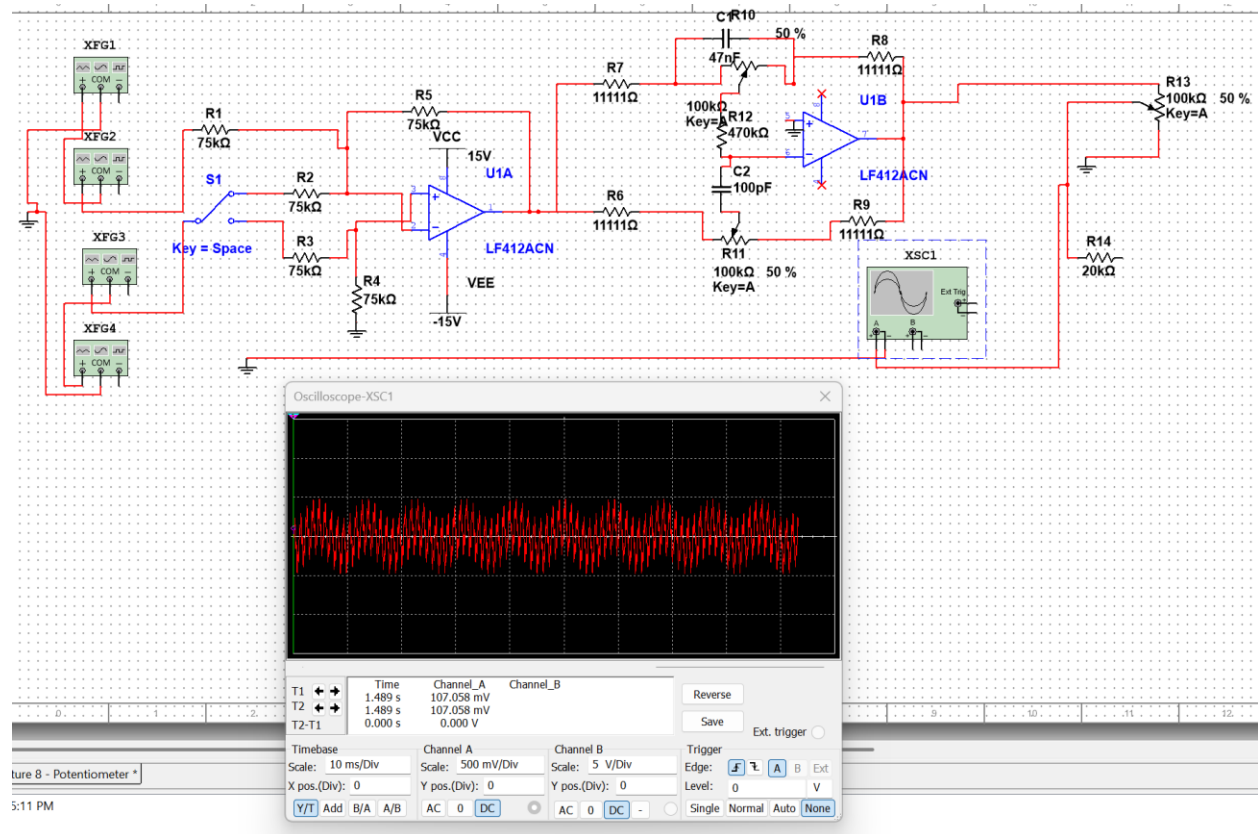 XFG1
COM
XFG2
COM
XFG3
COM
XFG4
COM
R1
75kΩ
S1
Key = Space
R2
75kΩ
R3
75kΩ
R4
75kΩ
R5
75kΩ
VCC
15V
U1A
LF412ACN
VEE
-15V
R7
11111Ω
R6
11111Ω
C1
47nF
R10
50 %
100kΩ
Key=A
R12
470kΩ
C2
100pF
R11
100kΩ 50 %
Key=A
R8
11111Ω
U1B
LF412ACN
R9
11111Ω
R13
100kΩ 50 %
Key=A
R14
20kΩ
XSC1
Ext Trig
A B
Oscilloscope-XSC1
Time Channel_A Channel_B
T1 1.489 s 107.058 mV
T2 1.489 s 107.058 mV
T2-T1 0.000 s 0.000 V
Reverse
Save
Ext. trigger
Timebase
Scale: 10 ms/Div
X pos.(Div): 0
Y/T Add B/A A/B
Channel A
Scale: 500 mV/Div
Y pos.(Div): 0
AC 0 DC
Channel B
Scale: 5 V/Div
Y pos.(Div): 0
AC 0 DC -
Trigger
Edge: A B Ext
Level: 0 V
Single Normal Auto None
ture 8 - Potentiometer *
5:11 PM